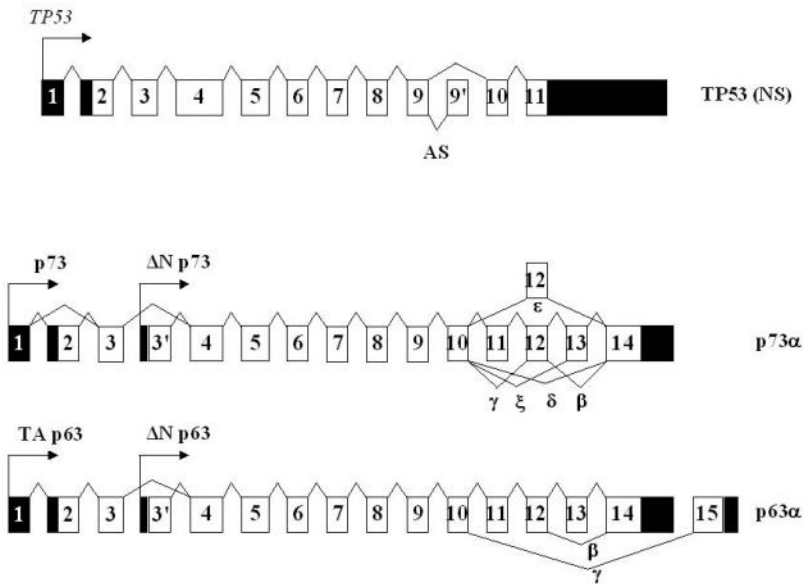 TP53
1 2 3 4 5 6 7 8 9 9' 10 11 TP53 (NS)
AS
p73 ΔN p73 12
ε
1 2 3 3' 4 5 6 7 8 9 10 11 12 13 14 p73α
γ ξ δ β
TA p63 ΔN p63
1 2 3 3' 4 5 6 7 8 9 10 11 12 13 14 15 p63α
β
γ